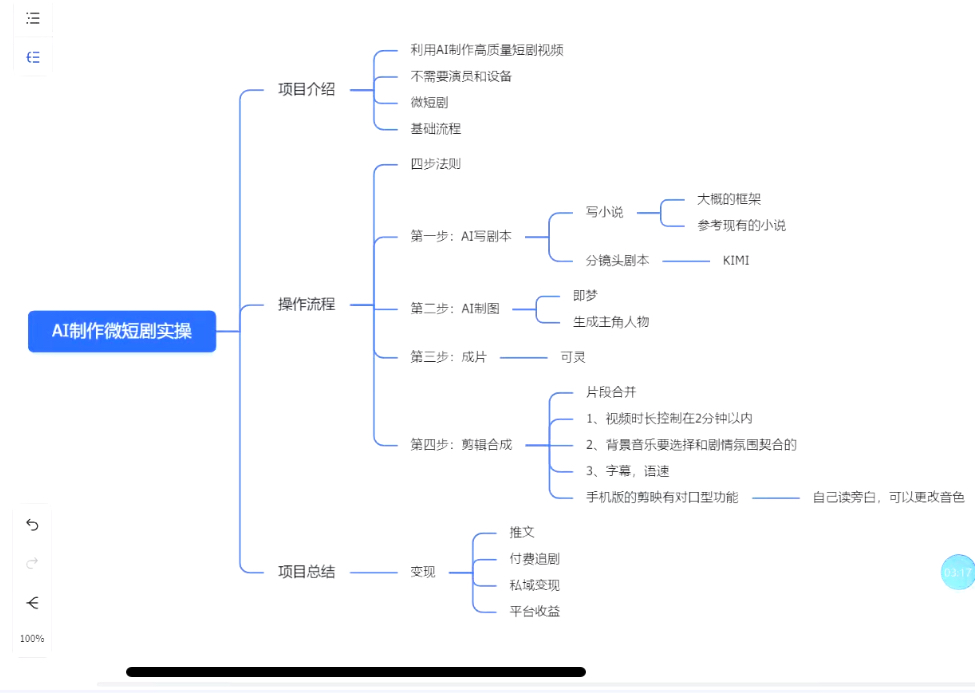 利用AI制作高质量短剧视频
项目介绍
不需要演员和设备
微短剧
基础流程
四步法则
大概的框架
写小说
参考现有的小说
第一步：AI写剧本
分镜头剧本
KIMI
操作流程
第二步：AI制图
即梦
生成主角人物
AI制作微短剧实操
第三步：成片
可灵
片段合并
1、视频时长控制在2分钟以内
第四步：剪辑合成
2、背景音乐要选择和剧情氛围契合的
3、字幕，语速
手机版的剪映有对口型功能
自己读旁白，可以更改音色
推文
项目总结
变现
付费追剧
私域变现
平台收益
03:17
100%